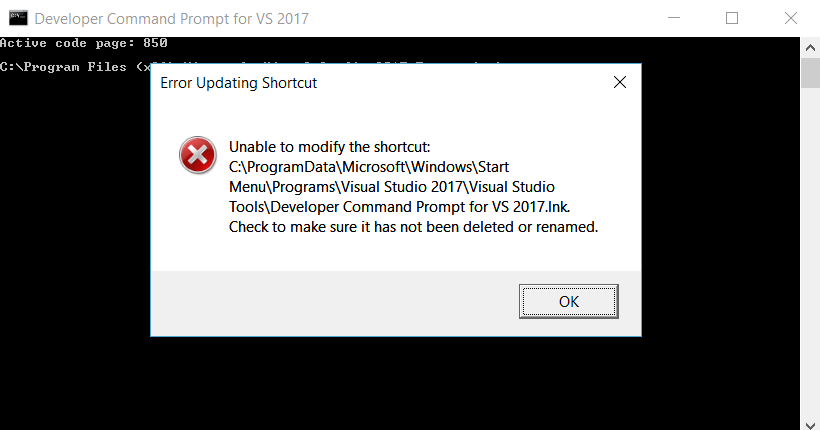 Developer Command Prompt for VS 2017
Active code page: 850
C:\Program Files
Error Updating Shortcut
Unable to modify the shortcut:
C:\ProgramData\Microsoft\Windows\Start
Menu\Programs\Visual Studio 2017\Visual Studio
Tools\Developer Command Prompt for VS 2017.lnk.
Check to make sure it has not been deleted or renamed.
OK